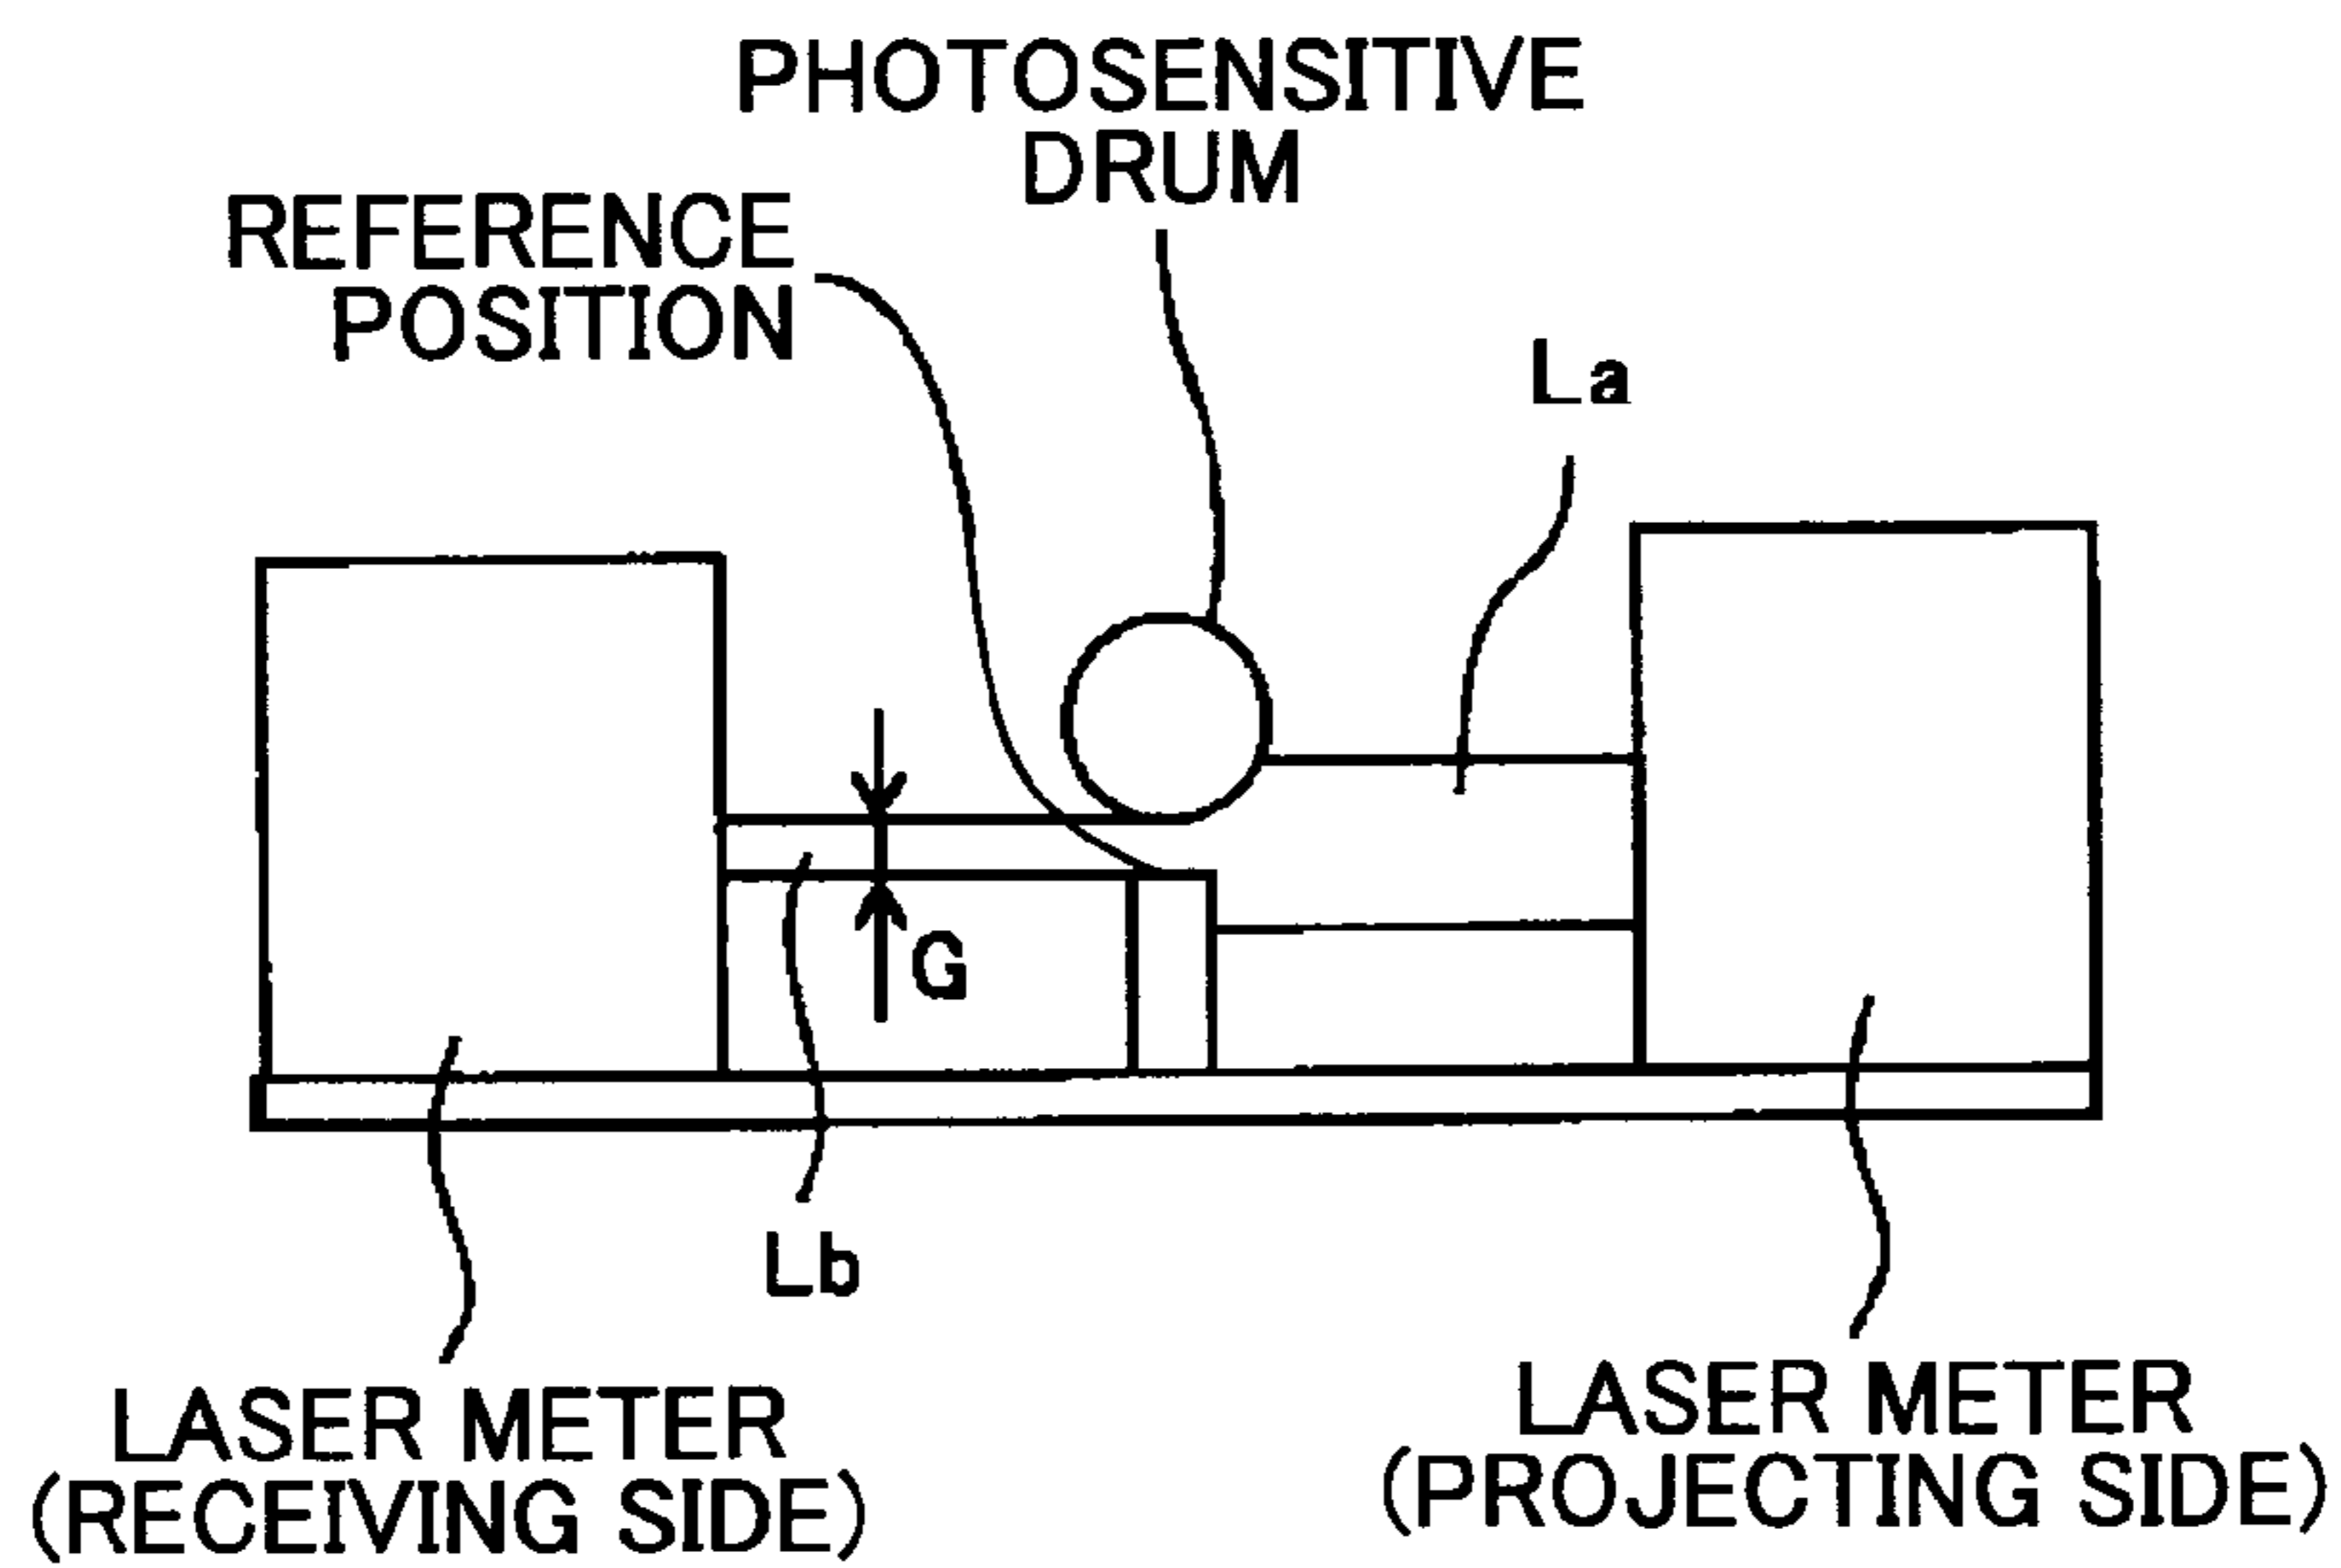 PHOTOSENSITIVE
DRUM
REFERENCE
POSITION
La
G
Lb
LASER METER
(RECEIVING SIDE)
LASER METER
(PROJECTING SIDE)